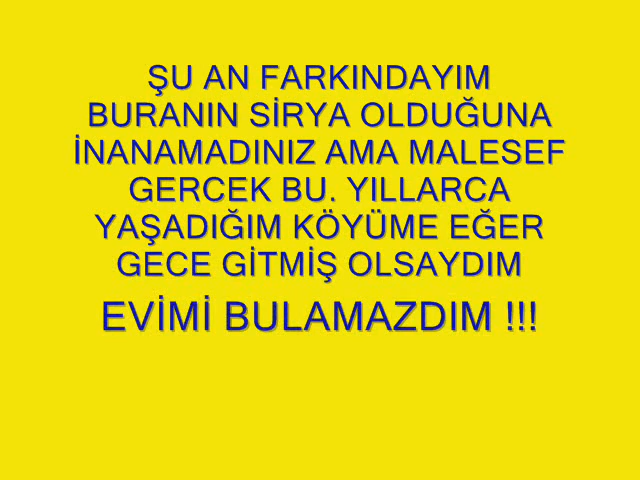 ŞU AN FARKINDAYIM
BURANIN SİRYA OLDUĞUNA
İNANAMADINIZ AMA MALESEF
GERCEK BU. YILLARCA
YAŞADIĞIM KÖYÜME EĞER
GECE GİTMİŞ OLSAYDIM
EVİMİ BULAMAZDIM !!!